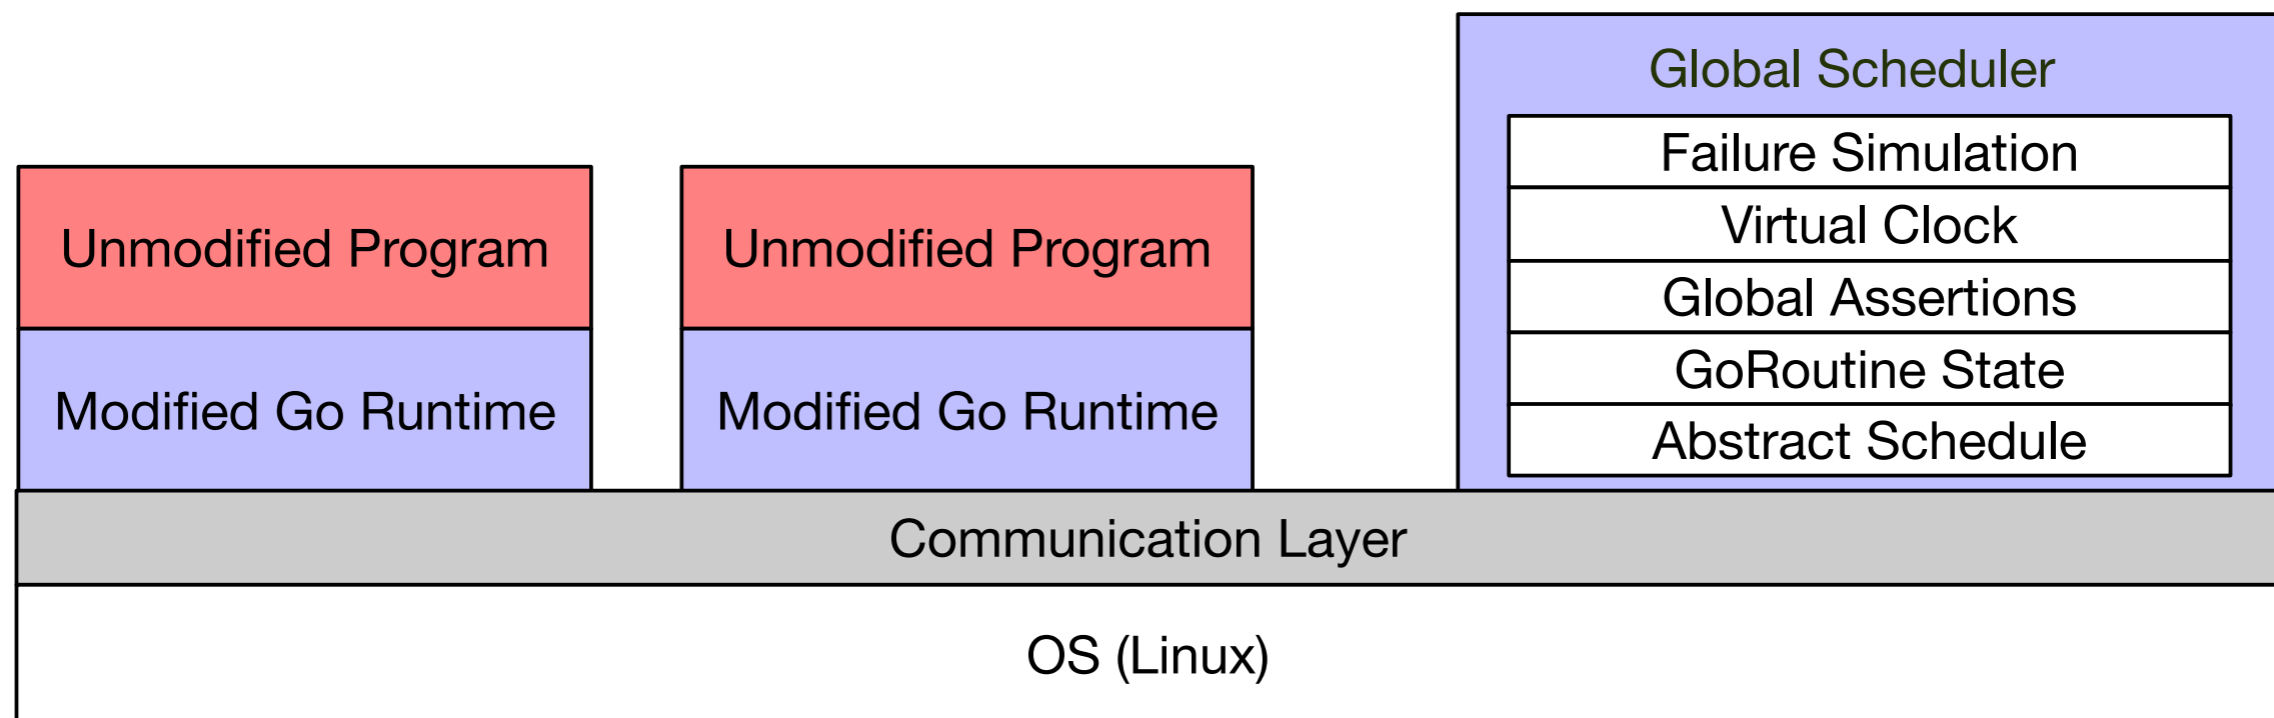 Global Scheduler
Failure Simulation
Virtual Clock
Global Assertions
GoRoutine State
Abstract Schedule
Unmodified Program
Modified Go Runtime
Unmodified Program
Modified Go Runtime
Communication Layer
OS (Linux)